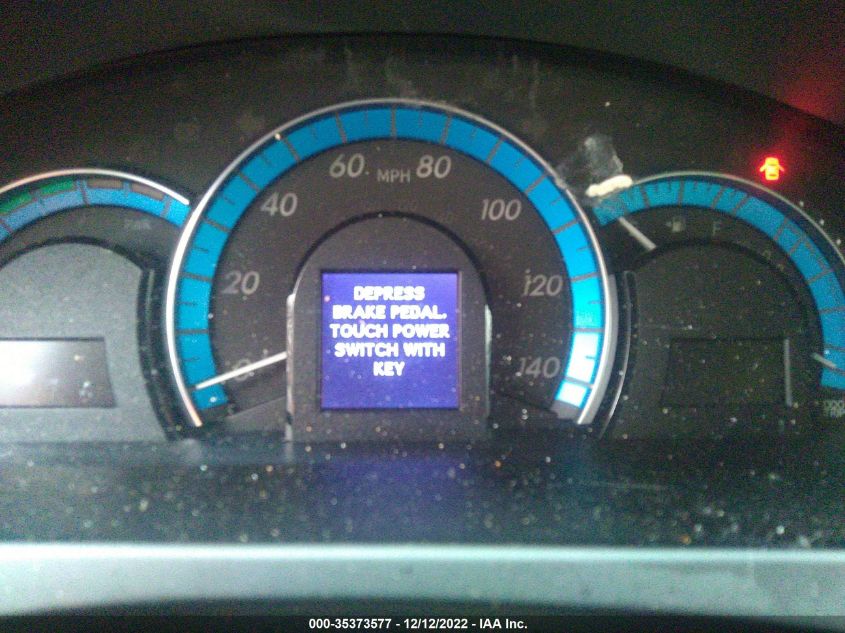 60
MPH
80
40
100
20
120
0
140
F
DEPRESS
BRAKE PEDAL.
TOUCH POWER
SWITCH WITH
KEY
000-35373577 - 12/12/2022 - IAA Inc.